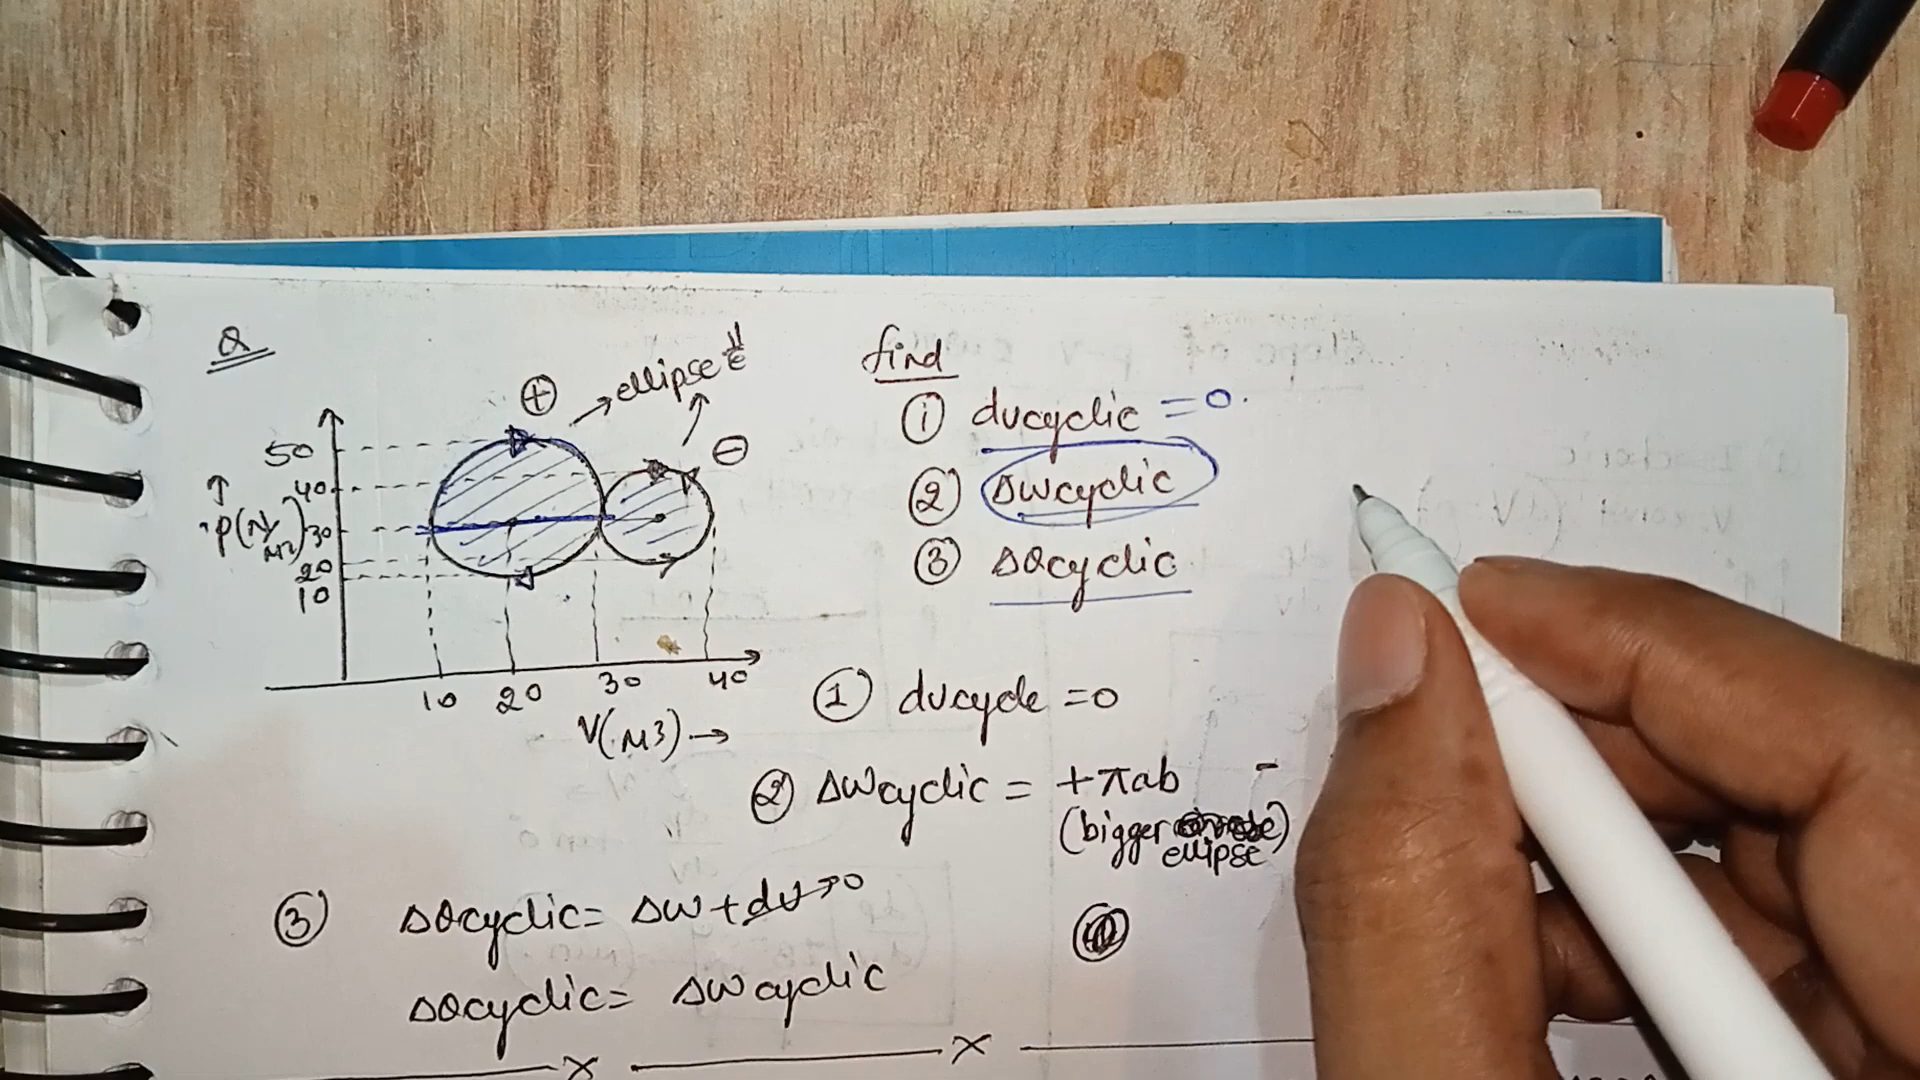 Q
⊕ → ellipse
⊖
50
40
P(N/M2) 30
20
10
10 20 30 40
V(M3) →
find
① ducyclic = 0.
② Δwcyclic
③ ΔQcyclic
① ducycle = 0
② ΔWcyclic = +πab -
(bigger ellipse)
③ ΔQcyclic = ΔW + du→0
ΔQcyclic = ΔWcyclic
x x